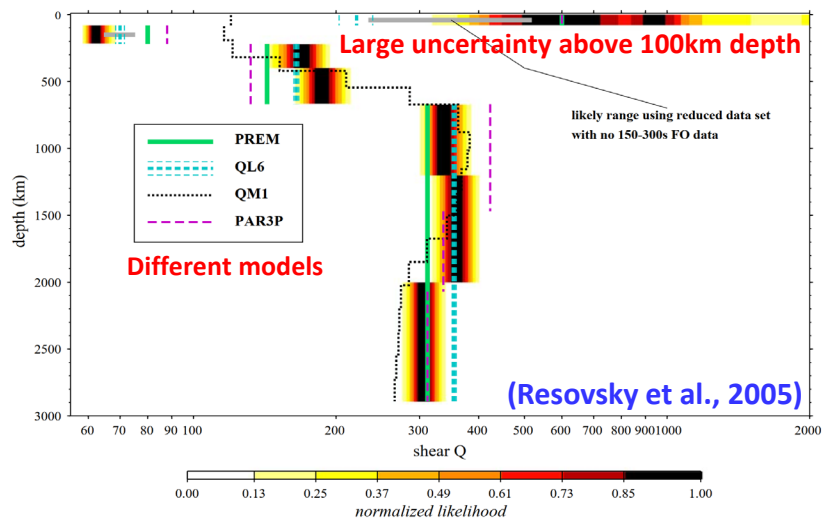 0
500
1000
1500
2000
2500
3000
depth (km)
Large uncertainty above 100km depth
likely range using reduced data set
with no 150-300s FO data
PREM
QL6
QM1
PAR3P
Different models
(Resovsky et al., 2005)
60 70 80 90 100 200 300 400 500 600 700 800 900 1000 2000
shear Q
0.00 0.13 0.25 0.37 0.49 0.61 0.73 0.85 1.00
normalized likelihood